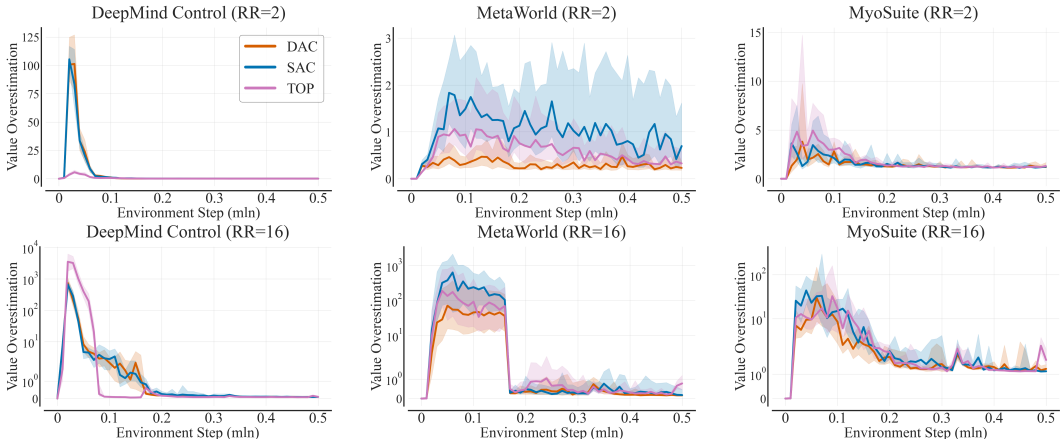 DeepMind Control (RR=2)
MetaWorld (RR=2)
MyoSuite (RR=2)
Value Overestimation
125
100
75
50
25
0
DAC
SAC
TOP
0 0.1 0.2 0.3 0.4 0.5
Environment Step (mln)
Value Overestimation
3
2
1
0
0 0.1 0.2 0.3 0.4 0.5
Environment Step (mln)
Value Overestimation
15
10
5
0
0 0.1 0.2 0.3 0.4 0.5
Environment Step (mln)
DeepMind Control (RR=16)
MetaWorld (RR=16)
MyoSuite (RR=16)
Value Overestimation
10⁴
10³
10²
10¹
10⁰
0
0 0.1 0.2 0.3 0.4 0.5
Environment Step (mln)
Value Overestimation
10³
10²
10¹
10⁰
0
0 0.1 0.2 0.3 0.4 0.5
Environment Step (mln)
Value Overestimation
10²
10¹
10⁰
0
0 0.1 0.2 0.3 0.4 0.5
Environment Step (mln)